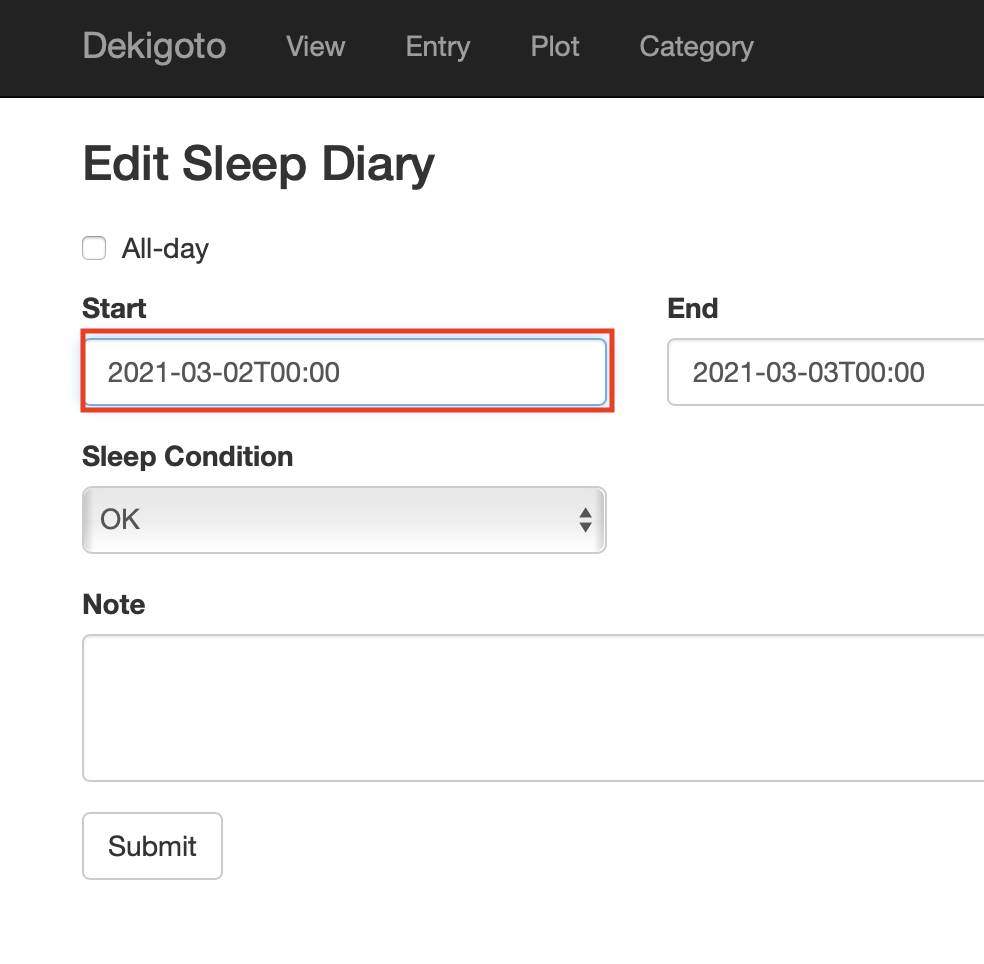 Dekigoto View Entry Plot Category
Edit Sleep Diary
All-day
Start End
2021-03-02T00:00 2021-03-03T00:00
Sleep Condition
OK
Note
Submit